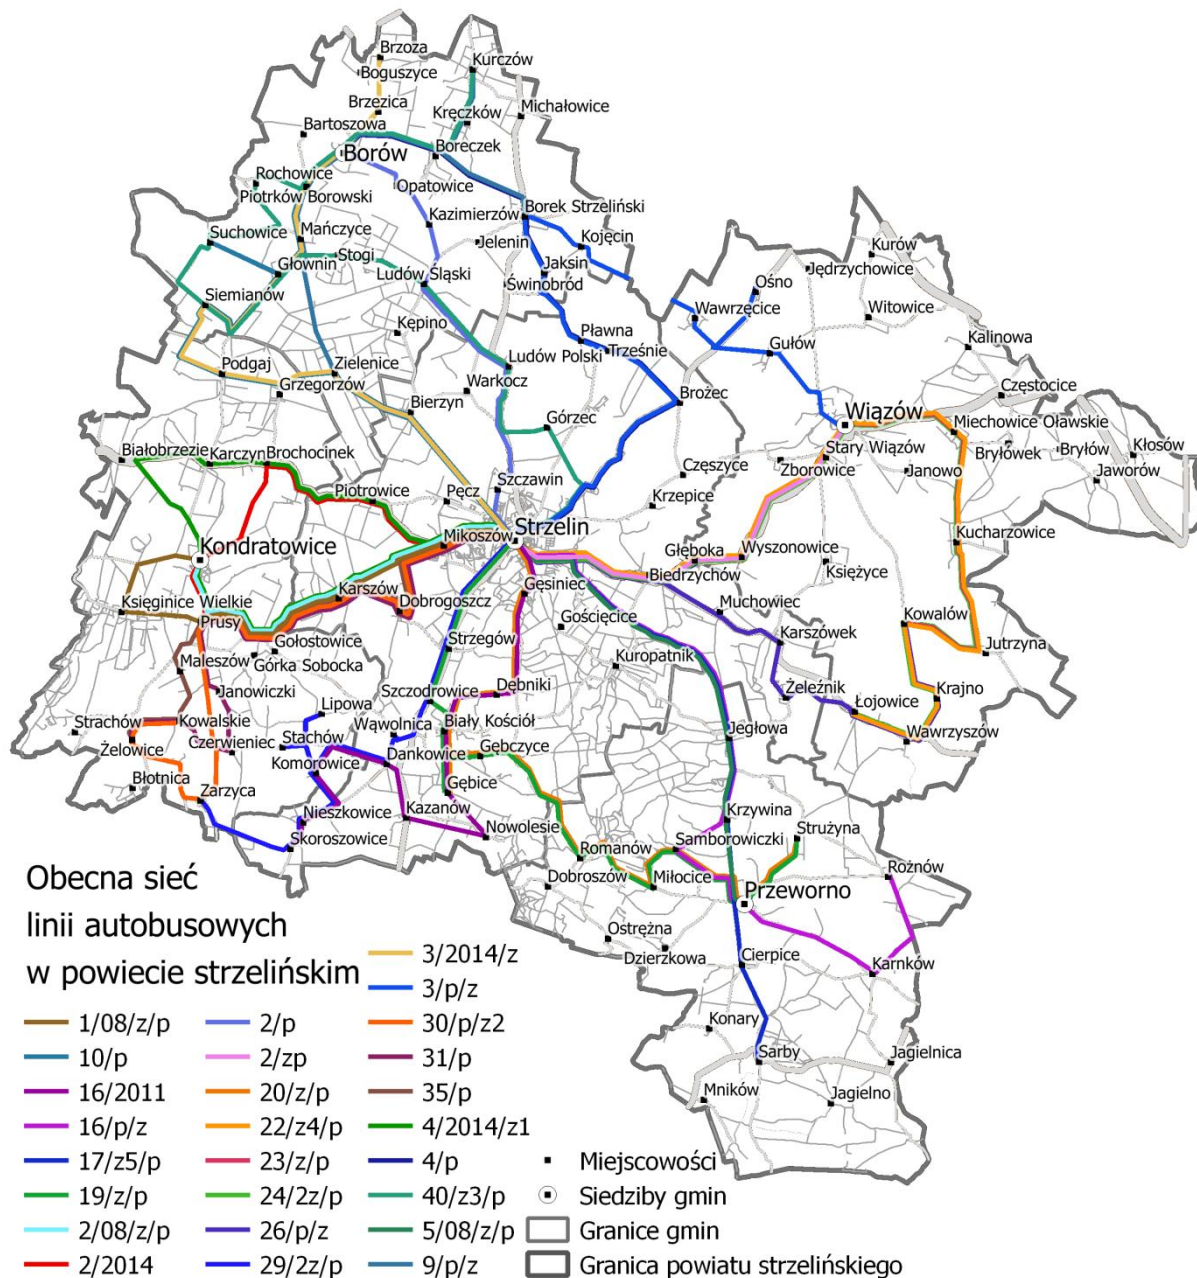 Brzoza
Kurczów
Boguszyce
Brzezica
Michałowice
Kręczków
Bartoszowa
Borów
Boreczek
Rochowice
Opatowice
Piotrków Borowski
Borek Strzeliński
Kazimierzów
Suchowice
Mańczyce
Jelenin
Kojęcin
Kurów
Głownin
Stogi
Jaksin
Jędrzychowice
Ludów Śląski
Świnobród
Ośno
Siemianów
Wawrzęcice
Witowice
Kępino
Pławna
Gułów
Kalinowa
Podgaj
Zielenice
Ludów Polski
Trześnie
Grzegorzów
Warkocz
Brożec
Częstocice
Bierzyn
Górzec
Wiązów
Miechowice Oławskie
Białobrzezie
Karczyn
Brochocinek
Stary Wiązów
Bryłówek
Bryłów
Kłosów
Częszyce
Zborowice
Janowo
Jaworów
Piotrowice
Pęcz
Szczawin
Krzepice
Strzelin
Kondratowice
Mikoszów
Kucharzowice
Głęboka
Wyszonowice
Biedrzychów
Księżyce
Księginice Wielkie
Karszów
Gęsiniec
Prusy
Dobrogoszcz
Gościęcice
Muchowiec
Kowalów
Gołostowice
Strzegów
Karszówek
Jutrzyna
Maleszów
Górka Sobocka
Kuropatnik
Janowiczki
Szczodrowice
Dębniki
Żeleźnik
Krajno
Lipowa
Łojowice
Strachów
Kowalskie
Wąwolnica
Biały Kościół
Jegłowa
Wawrzyszów
Żelowice
Czerwieniec
Stachów
Dankowice
Gębczyce
Błotnica
Komorowice
Gębice
Zarzyca
Nieszkowice
Kazanów
Krzywina
Strużyna
Skoroszowice
Nowolesie
Samborowiczki
Romanów
Rożnów
Dobroszów
Miłocice
Przeworno
Ostrężna
Dzierzkowa
Cierpice
Karnków
Konary
Sarby
Jagielnica
Mników
Jagielno
Obecna sieć
linii autobusowych
w powiecie strzelińskim
1/08/z/p
10/p
16/2011
16/p/z
17/z5/p
19/z/p
2/08/z/p
2/2014
2/p
2/zp
20/z/p
22/z4/p
23/z/p
24/2z/p
26/p/z
29/2z/p
3/2014/z
3/p/z
30/p/z2
31/p
35/p
4/2014/z1
4/p
40/z3/p
5/08/z/p
9/p/z
Miejscowości
Siedziby gmin
Granice gmin
Granica powiatu strzelińskiego